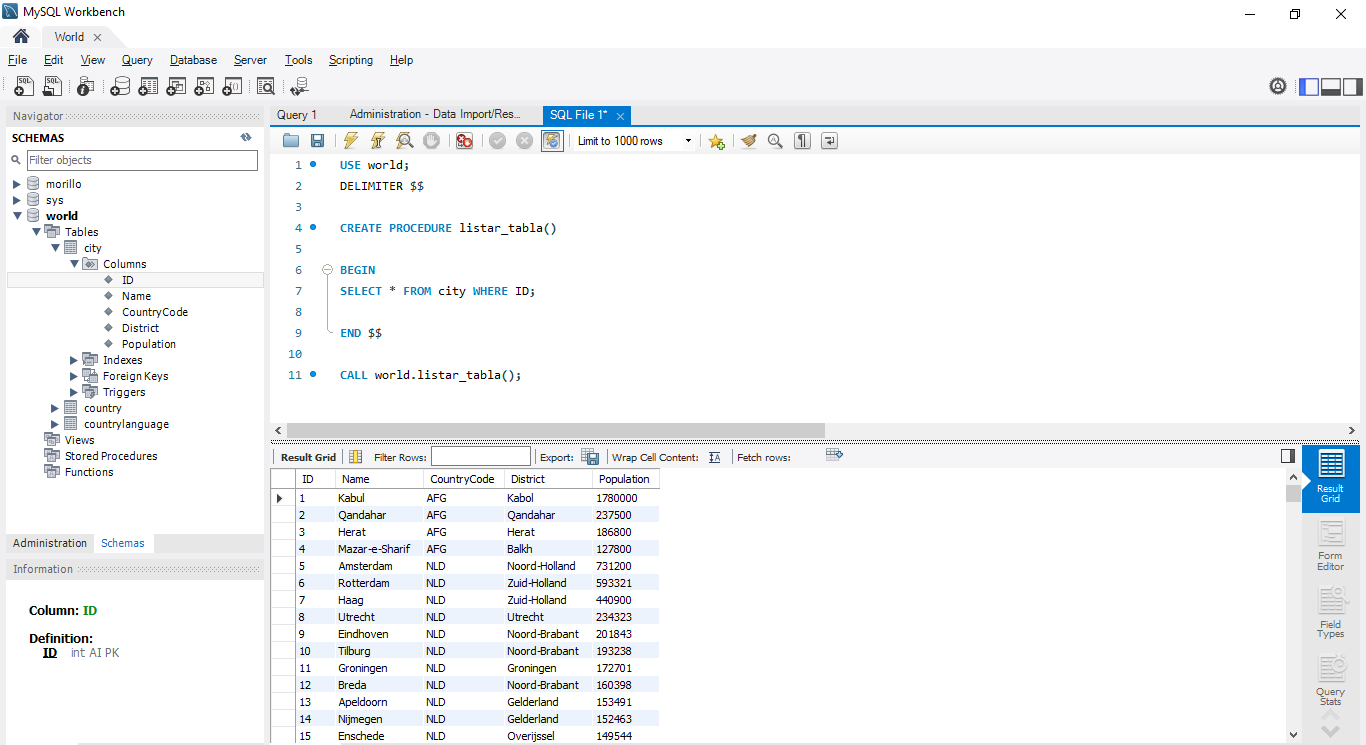 MySQL Workbench
World
File Edit View Query Database Server Tools Scripting Help
Navigator
SCHEMAS
Filter objects
morillo
sys
world
Tables
city
Columns
ID
Name
CountryCode
District
Population
Indexes
Foreign Keys
Triggers
country
countrylanguage
Views
Stored Procedures
Functions
Administration Schemas
Information
Column: ID
Definition:
ID int AI PK
Query 1 Administration - Data Import/Res... SQL File 1*
Limit to 1000 rows
1 USE world;
2 DELIMITER $$
3
4 CREATE PROCEDURE listar_tabla()
5
6 BEGIN
7 SELECT * FROM city WHERE ID;
8
9 END $$
10
11 CALL world.listar_tabla();
Result Grid Filter Rows: Export: Wrap Cell Content: Fetch rows:
ID Name CountryCode District Population
1 Kabul AFG Kabol 1780000
2 Qandahar AFG Qandahar 237500
3 Herat AFG Herat 186800
4 Mazar-e-Sharif AFG Balkh 127800
5 Amsterdam NLD Noord-Holland 731200
6 Rotterdam NLD Zuid-Holland 593321
7 Haag NLD Zuid-Holland 440900
8 Utrecht NLD Utrecht 234323
9 Eindhoven NLD Noord-Brabant 201843
10 Tilburg NLD Noord-Brabant 193238
11 Groningen NLD Groningen 172701
12 Breda NLD Noord-Brabant 160398
13 Apeldoorn NLD Gelderland 153491
14 Nijmegen NLD Gelderland 152463
15 Enschede NLD Overijssel 149544
Result
Grid
Form
Editor
Field
Types
Query
Stats